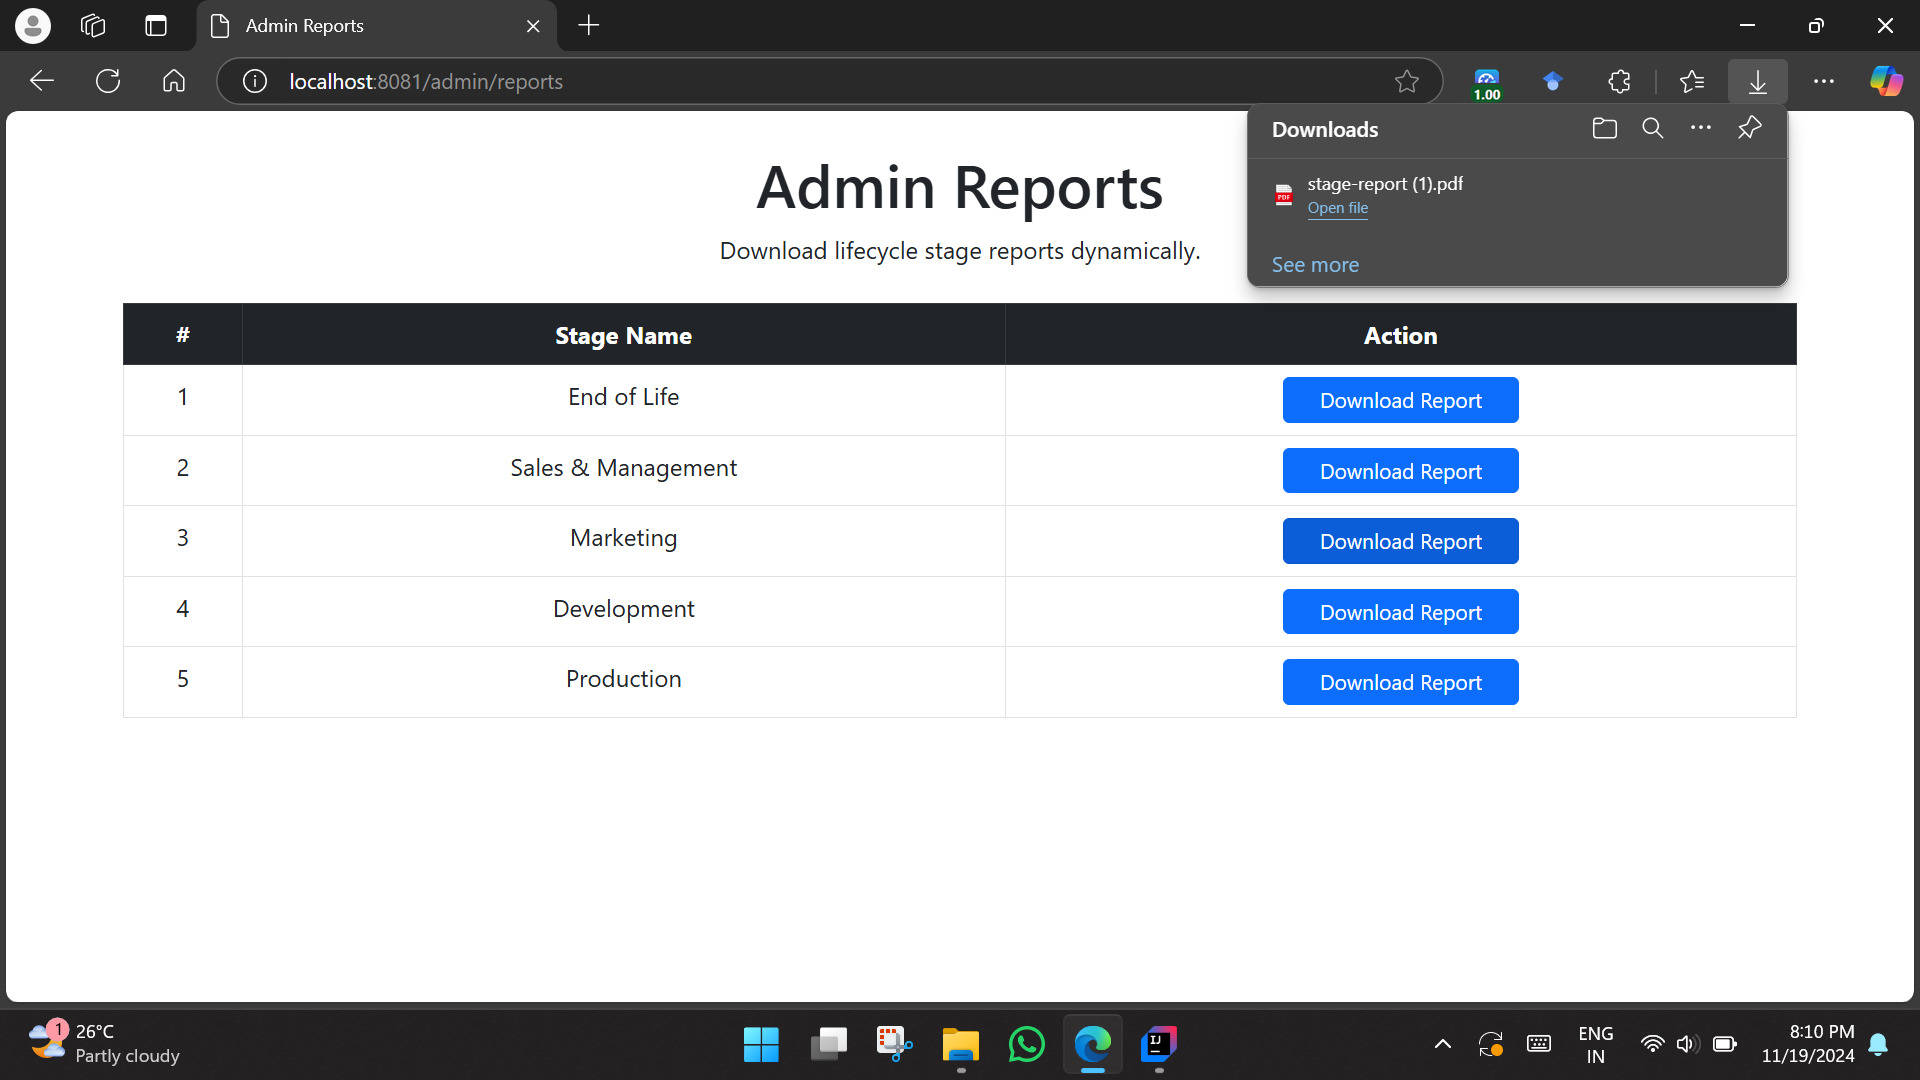 Admin Reports
localhost:8081/admin/reports
1.00
Downloads
stage-report (1).pdf
PDF
Open file
See more
Admin Reports
Download lifecycle stage reports dynamically.
# Stage Name Action
1 End of Life Download Report
2 Sales & Management Download Report
3 Marketing Download Report
4 Development Download Report
5 Production Download Report
1
26°C
Partly cloudy
IJ
ENG
IN
8:10 PM
11/19/2024